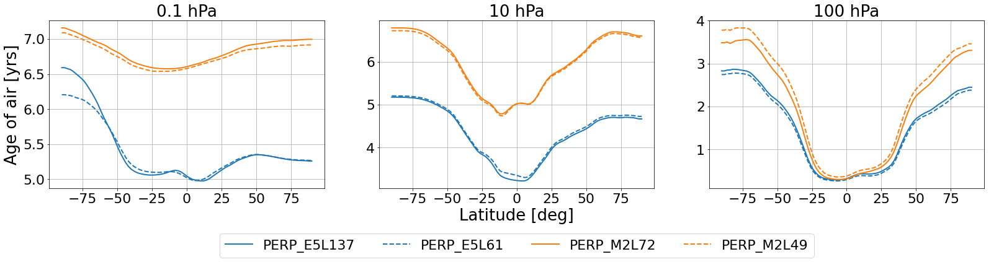 0.1 hPa
10 hPa
100 hPa
Age of air [yrs]
7.0
6.5
6.0
5.5
5.0
−75 −50 −25 0 25 50 75
6
5
4
−75 −50 −25 0 25 50 75
4
3
2
1
−75 −50 −25 0 25 50 75
Latitude [deg]
PERP_E5L137 PERP_E5L61 PERP_M2L72 PERP_M2L49